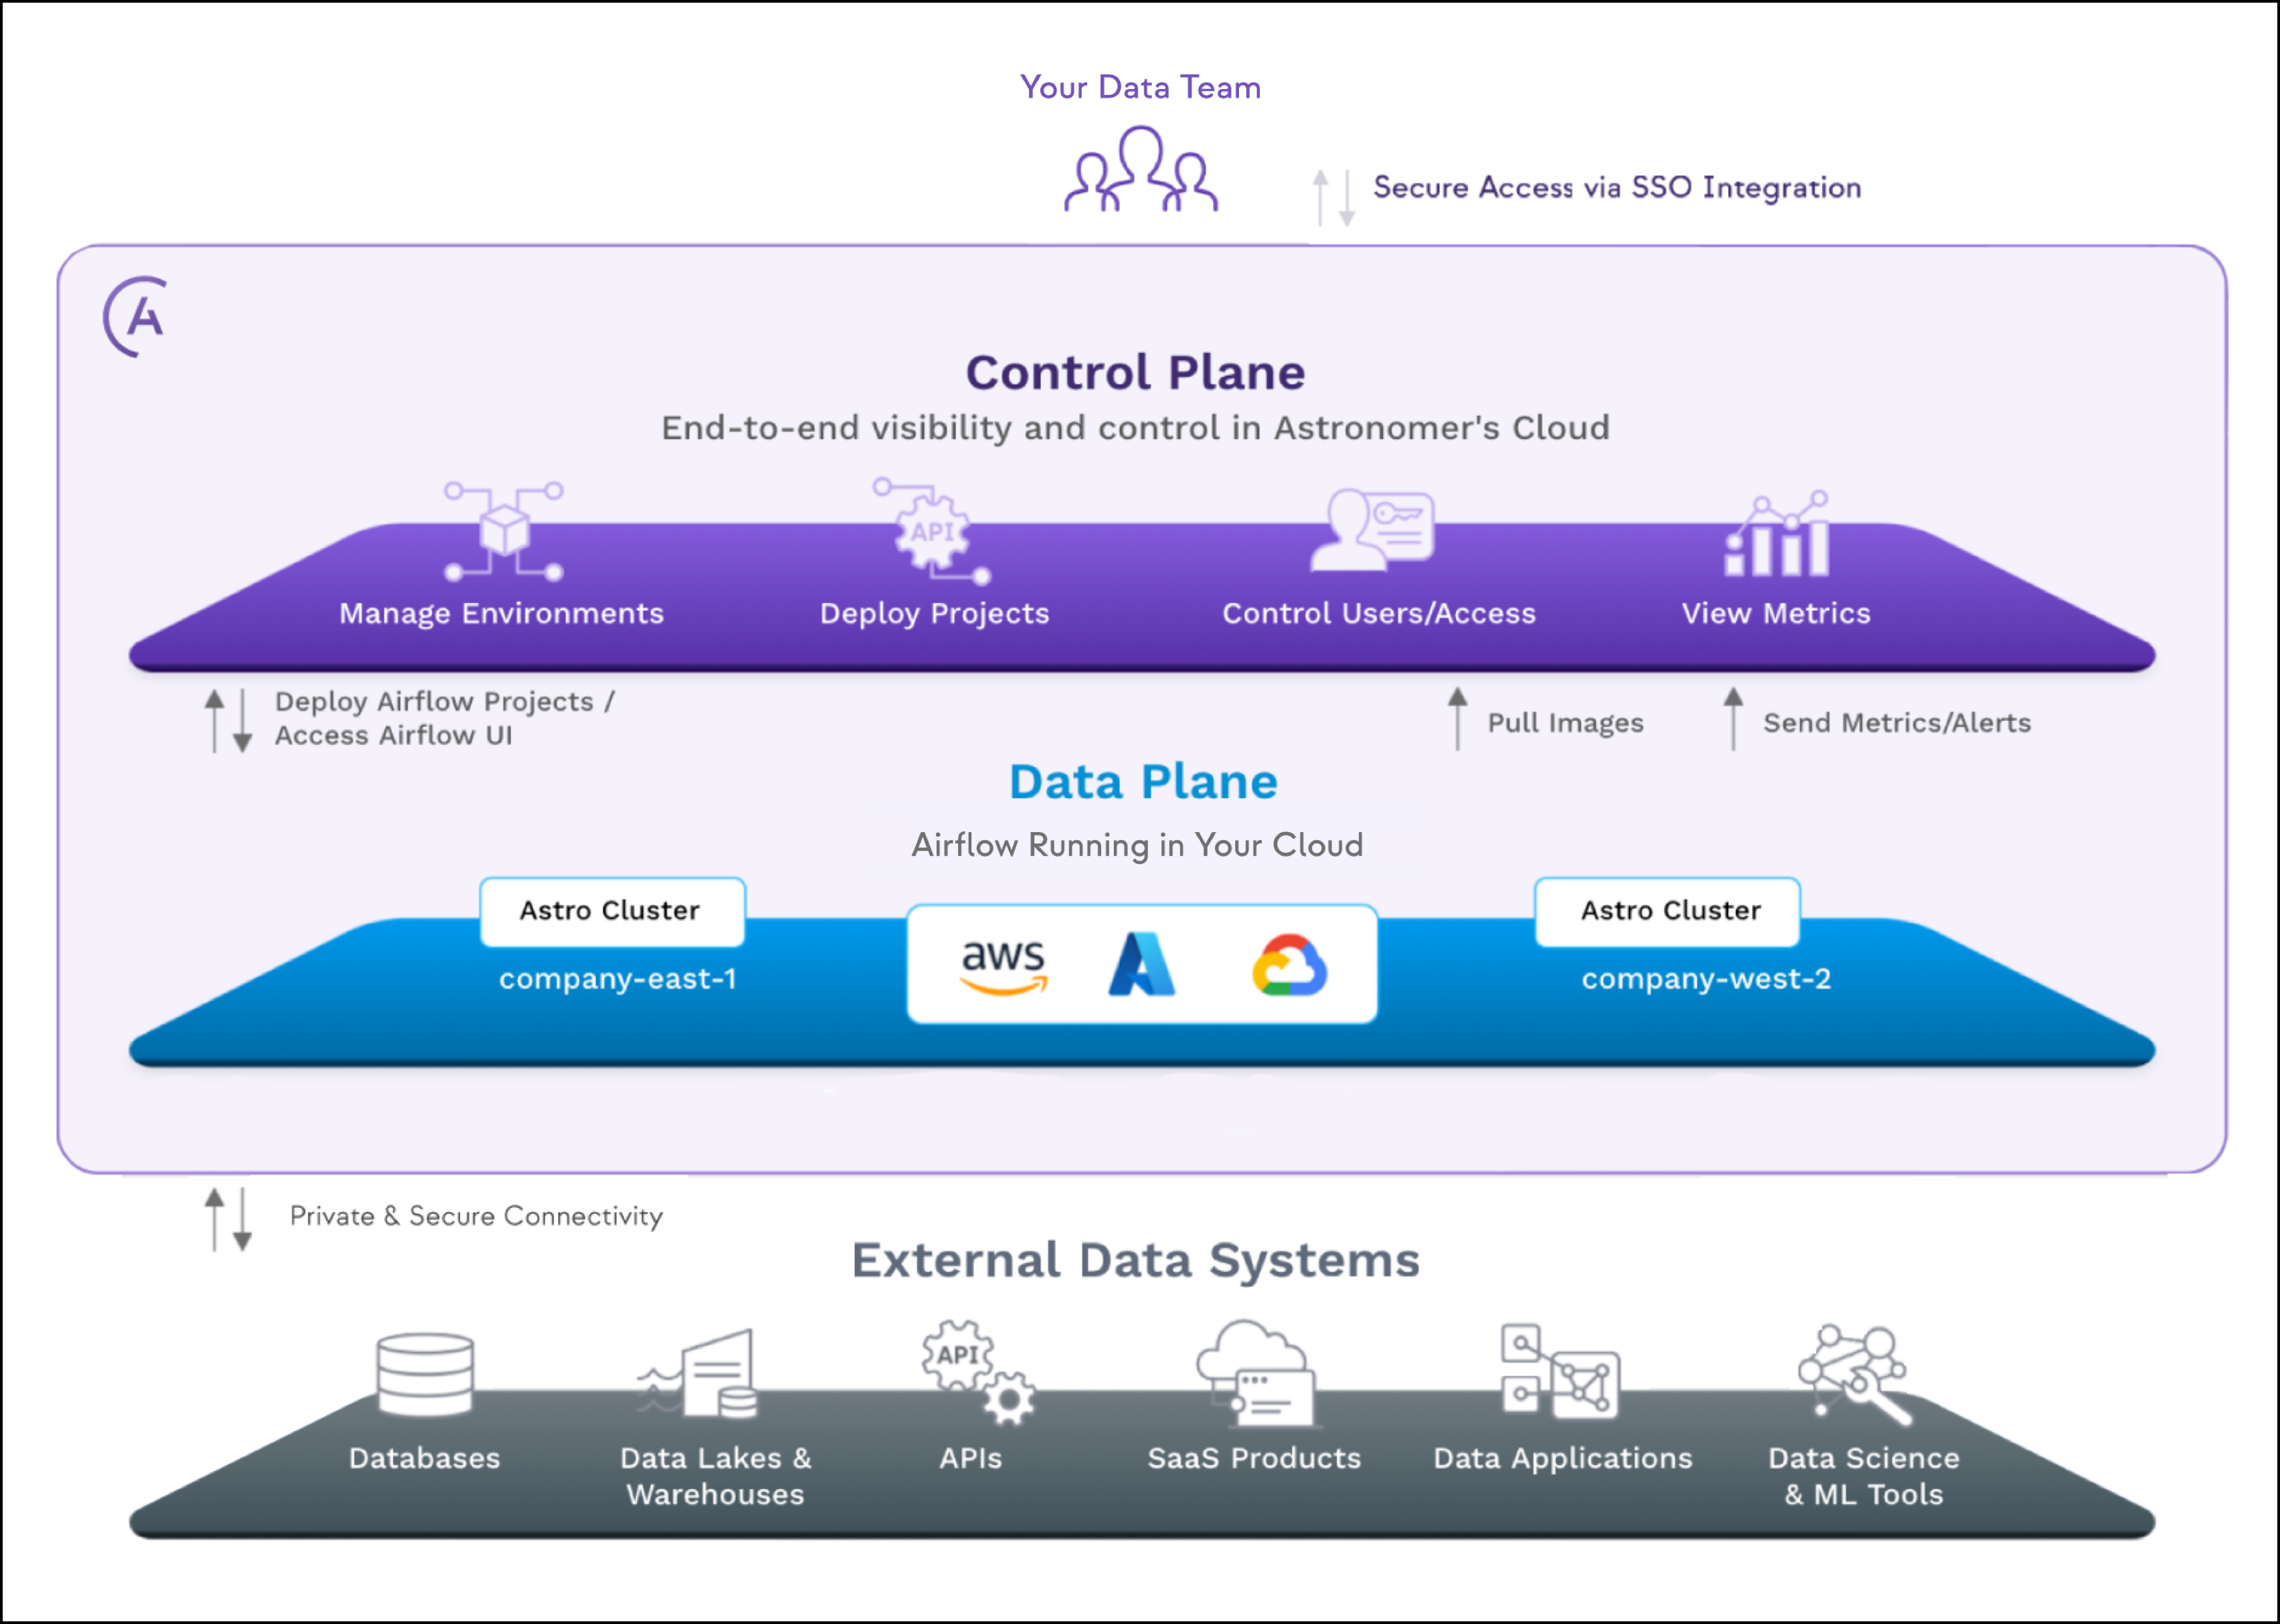 Your Data Team
Secure Access via SSO Integration
A
Control Plane
End-to-end visibility and control in Astronomer's Cloud
API
Manage Environments
Deploy Projects
Control Users/Access
View Metrics
Deploy Airflow Projects /
Access Airflow UI
Pull Images
Send Metrics/Alerts
Data Plane
Airflow Running in Your Cloud
Astro Cluster
company-east-1
aws
Astro Cluster
company-west-2
Private & Secure Connectivity
External Data Systems
API
Databases
Data Lakes &
Warehouses
APIs
SaaS Products
Data Applications
Data Science
& ML Tools